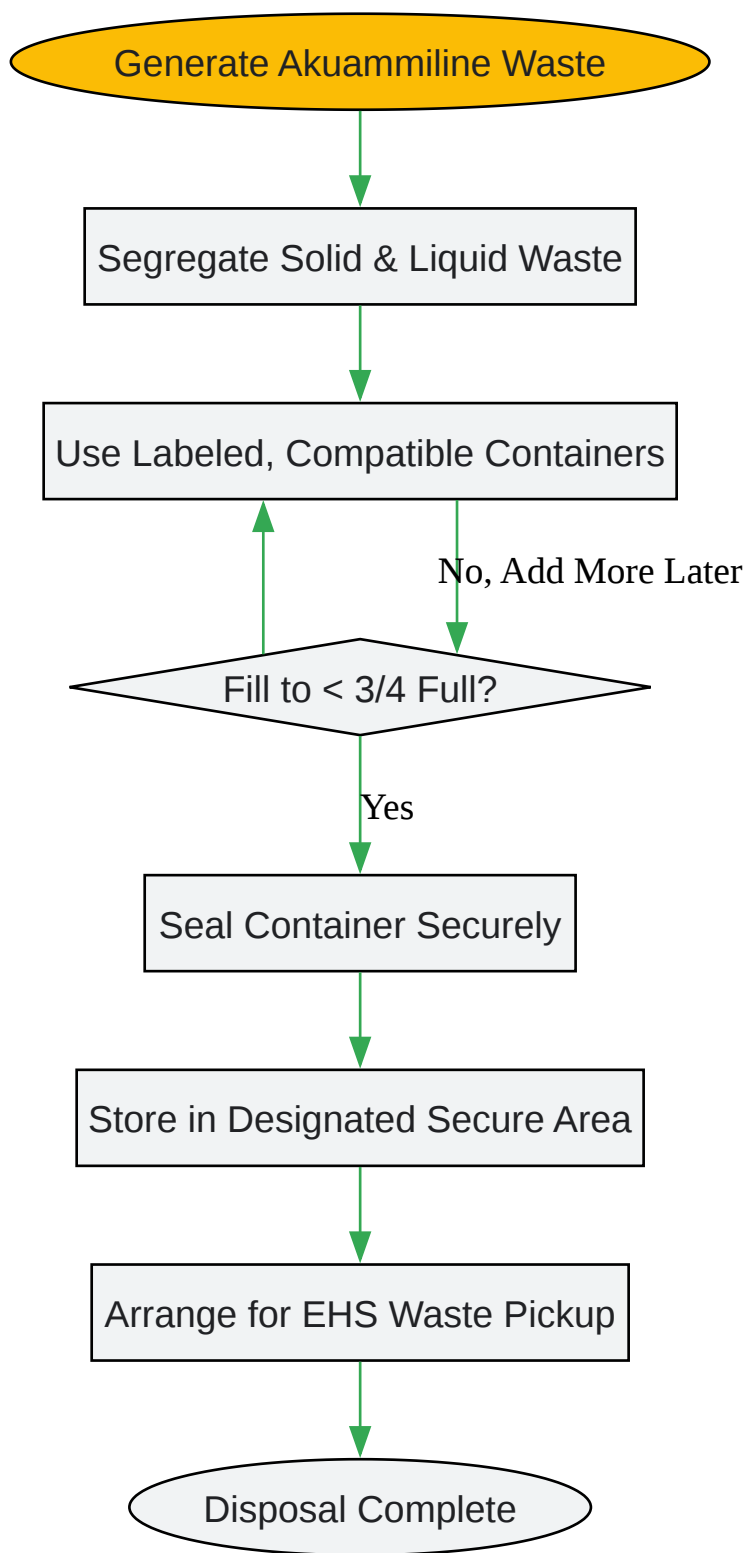 Generate Akuammiline Waste
Segregate Solid & Liquid Waste
Use Labeled, Compatible Containers
No, Add More Later
Fill to < 3/4 Full?
Yes
Seal Container Securely
Store in Designated Secure Area
Arrange for EHS Waste Pickup
Disposal Complete